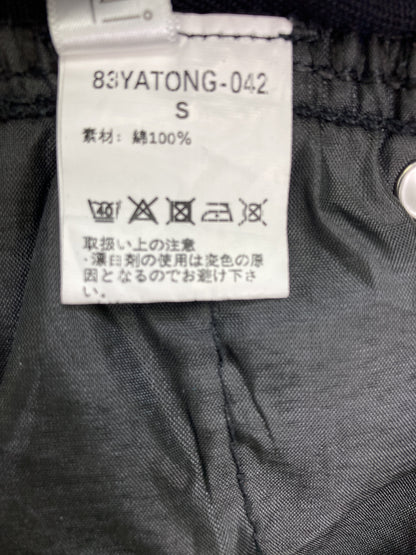 83YATONG-042
S
素材: 綿100%
40
取扱い上の注意
・漂白剤の使用は変色の原
因となるのでお避け下さ
い。